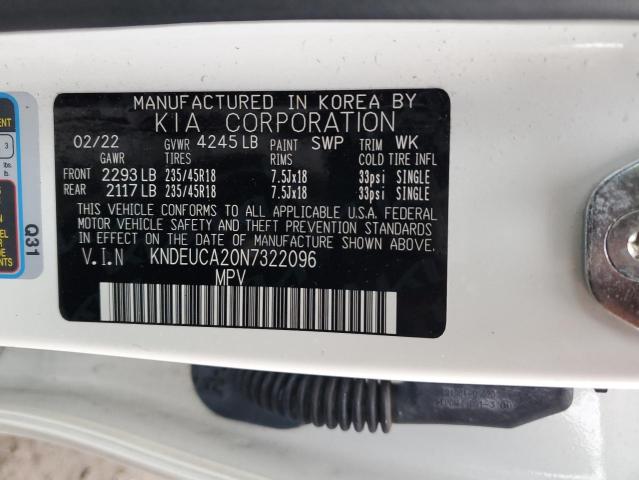 MANUFACTURED IN KOREA BY
KIA CORPORATION
02/22 GVWR 4245 LB PAINT SWP TRIM WK
GAWR TIRES RIMS COLD TIRE INFL
FRONT 2293 LB 235/45R18 7.5Jx18 33psi SINGLE
REAR 2117 LB 235/45R18 7.5Jx18 33psi SINGLE
THIS VEHICLE CONFORMS TO ALL APPLICABLE U.S.A. FEDERAL
MOTOR VEHICLE SAFETY AND THEFT PREVENTION STANDARDS
IN EFFECT ON THE DATE OF MANUFACTURE SHOWN ABOVE.
V.I.N KNDEUCA20N7322096
MPV
Q31
3
lbs.